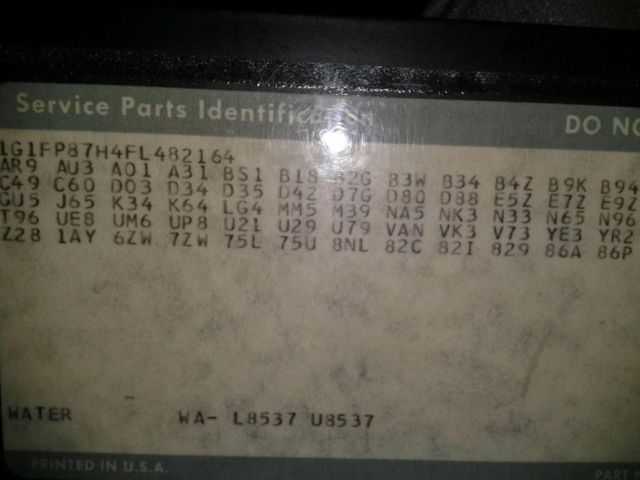 Service Parts Identification
DO NO
1G1FP87H4FL482164
AR9 AU3 A01 A31 BS1 B18 B2G B3W B34 B4Z B9K B94
C49 C60 D03 D34 D35 D42 D7G D80 D88 E5Z E7Z E9Z
GU5 J65 K34 K64 LG4 MM5 M39 NA5 NK3 N33 N65 N96
T96 UE8 UM6 UP8 U21 U29 U79 VAN VK3 V73 YE3 YR2
Z28 1AY 6ZW 7ZW 75L 75U 8NL 82C 82I 829 86A 86P
WATER WA- L8537 U8537
PRINTED IN U.S.A.
PART